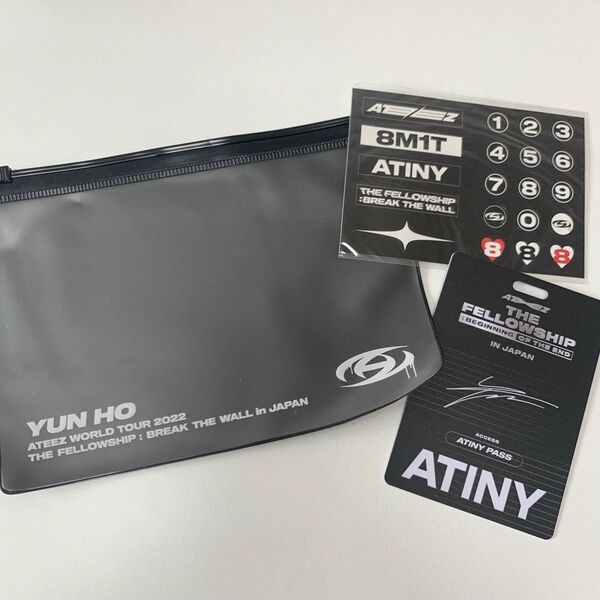 YUN HO
ATEEZ WORLD TOUR 2022
THE FELLOWSHIP : BREAK THE WALL in JAPAN
ATEEZ
8M1T
ATINY
THE FELLOWSHIP
: BREAK THE WALL
1 2 3
4 5 6
7 8 9
0
8 8 8
ATEEZ
THE
FELLOWSHIP
: BEGINNING OF THE END
IN JAPAN
ACCESS
ATINY PASS
ATINY